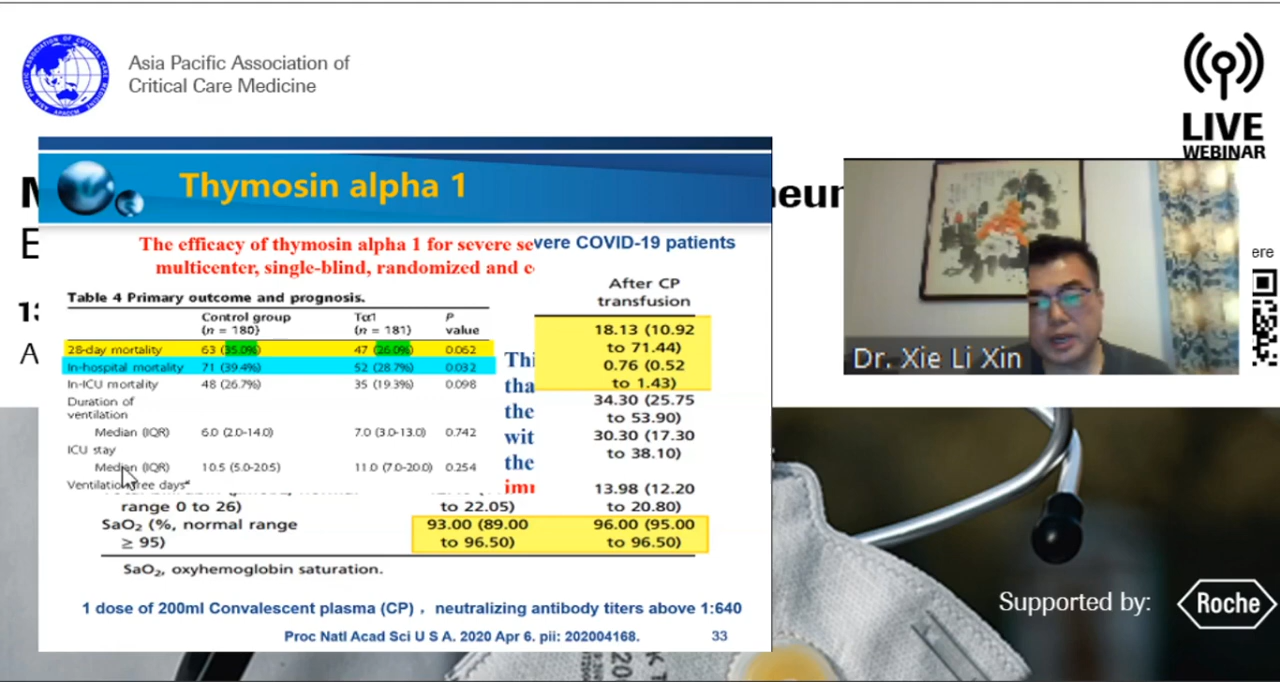 Asia Pacific Association of
Critical Care Medicine
LIVE
WEBINAR
Thymosin alpha 1
The efficacy of thymosin alpha 1 for severe se
multicenter, single-blind, randomized and c
vere COVID-19 patients
Table 4 Primary outcome and prognosis.
Control group Tα1 P
(n = 180) (n = 181) value
28-day mortality 63 (35.0%) 47 (26.0%) 0.062
In-hospital mortality 71 (39.4%) 52 (28.7%) 0.032
In-ICU mortality 48 (26.7%) 35 (19.3%) 0.098
Duration of
ventilation
Median (IQR) 6.0 (2.0-14.0) 7.0 (3.0-13.0) 0.742
ICU stay
Median (IQR) 10.5 (5.0-20.5) 11.0 (7.0-20.0) 0.254
After CP
transfusion
18.13 (10.92
to 71.44)
0.76 (0.52
to 1.43)
34.30 (25.75
to 53.90)
30.30 (17.30
to 38.10)
13.98 (12.20
to 20.80)
Thi
tha
the
wit
the
range 0 to 26) to 22.05)
SaO₂ (%, normal range 93.00 (89.00 96.00 (95.00
≥ 95) to 96.50) to 96.50)
SaO₂, oxyhemoglobin saturation.
1 dose of 200ml Convalescent plasma (CP) , neutralizing antibody titers above 1:640
Proc Natl Acad Sci U S A. 2020 Apr 6. pii: 202004168. 33
Dr. Xie Li Xin
ere
Supported by:
Roche